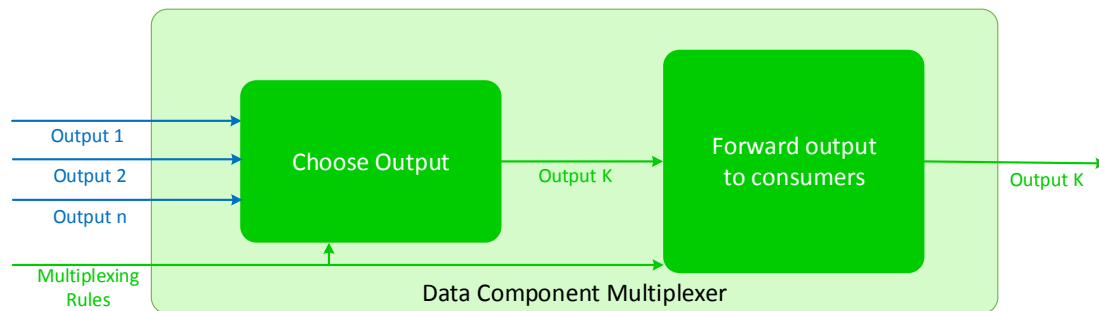 Output 1
Output 2
Output n
Multiplexing
Rules
Choose Output
Output K
Forward output
to consumers
Output K
Data Component Multiplexer